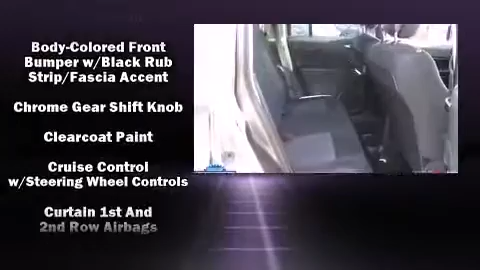 Body-Colored Front
Bumper w/Black Rub
Strip/Fascia Accent
Chrome Gear Shift Knob
Clearcoat Paint
Cruise Control
w/Steering Wheel Controls
Curtain 1st And
2nd Row Airbags